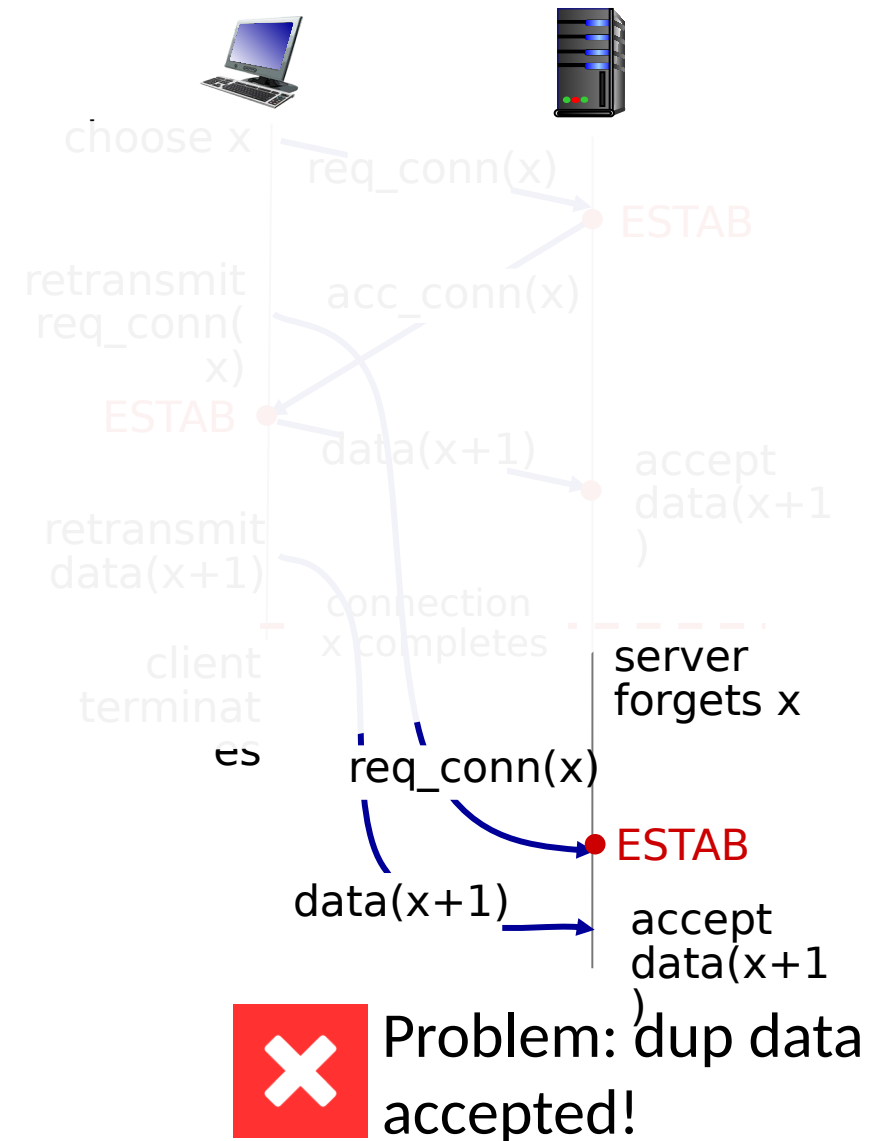 choose x
req_conn(x)
ESTAB
retransmit
req_conn(
x)
acc_conn(x)
ESTAB
data(x+1)
accept
data(x+1
)
retransmit
data(x+1)
connection
x completes
client
terminat
es
server
forgets x
req_conn(x)
ESTAB
data(x+1)
accept
data(x+1
)
Problem: dup data
accepted!